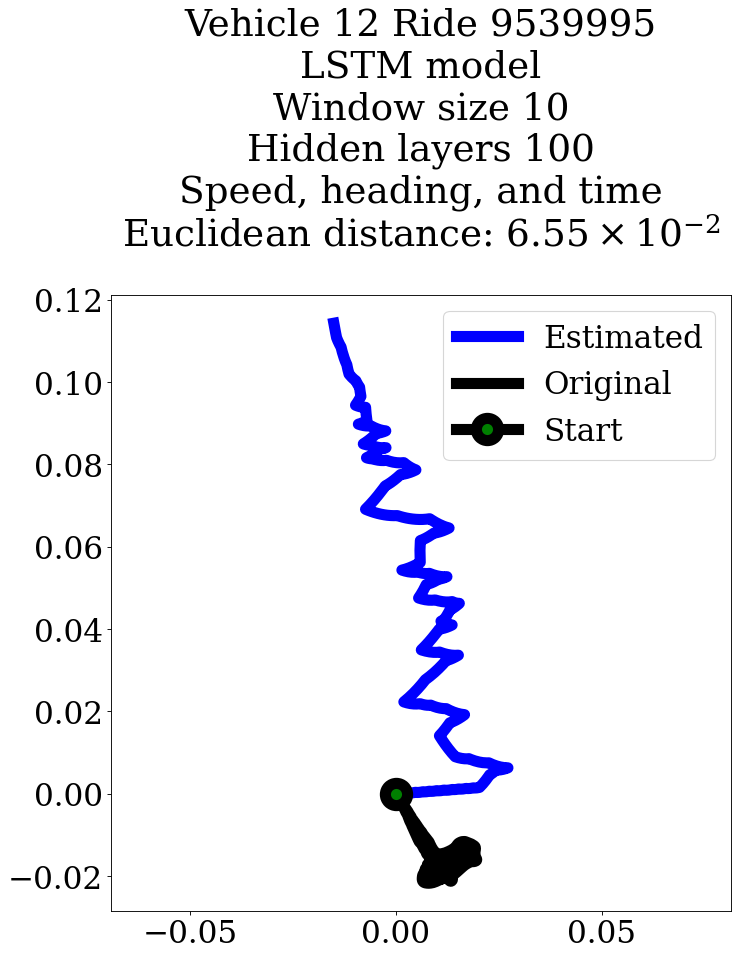 Vehicle 12 Ride 9539995
LSTM model
Window size 10
Hidden layers 100
Speed, heading, and time
Euclidean distance: 6.55 × 10⁻²
0.12
0.10
0.08
0.06
0.04
0.02
0.00
−0.02
Estimated
Original
Start
−0.05 0.00 0.05